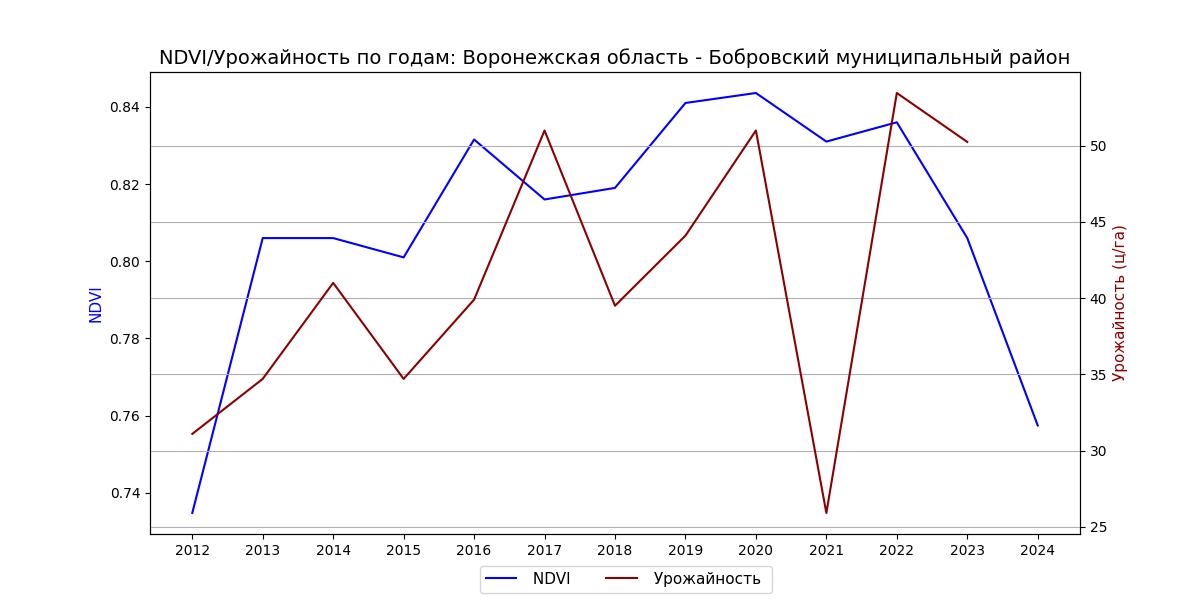 NDVI/Урожайность по годам: Воронежская область - Бобровский муниципальный район
0.84
0.82
0.80
0.78
0.76
0.74
NDVI
50
45
40
35
30
25
Урожайность (ц/га)
2012 2013 2014 2015 2016 2017 2018 2019 2020 2021 2022 2023 2024
NDVI Урожайность